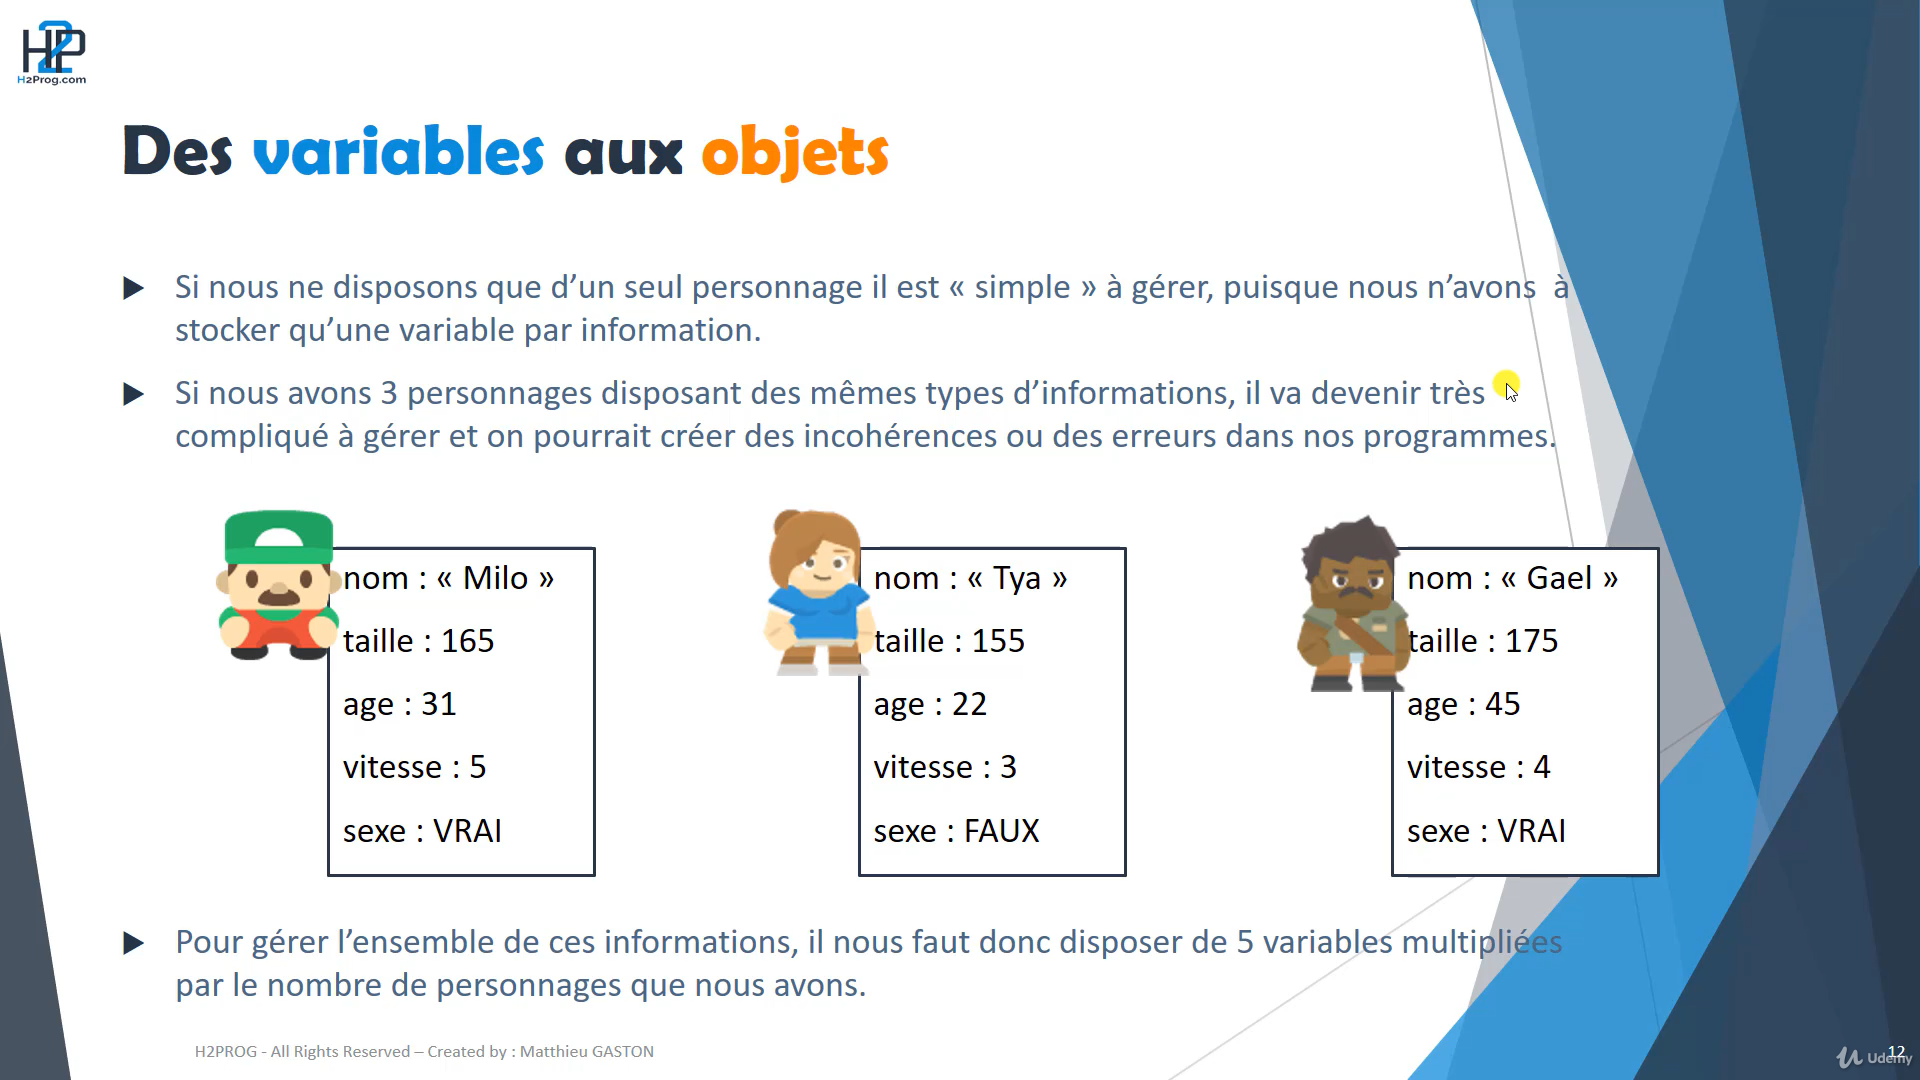 H2P
H2Prog.com
Des variables aux objets
Si nous ne disposons que d’un seul personnage il est « simple » à gérer, puisque nous n’avons à
stocker qu’une variable par information.
Si nous avons 3 personnages disposant des mêmes types d’informations, il va devenir très
compliqué à gérer et on pourrait créer des incohérences ou des erreurs dans nos programmes.
nom : « Milo »
taille : 165
age : 31
vitesse : 5
sexe : VRAI
nom : « Tya »
taille : 155
age : 22
vitesse : 3
sexe : FAUX
nom : « Gael »
taille : 175
age : 45
vitesse : 4
sexe : VRAI
Pour gérer l’ensemble de ces informations, il nous faut donc disposer de 5 variables multipliées
par le nombre de personnages que nous avons.
H2PROG - All Rights Reserved – Created by : Matthieu GASTON
12
Udemy